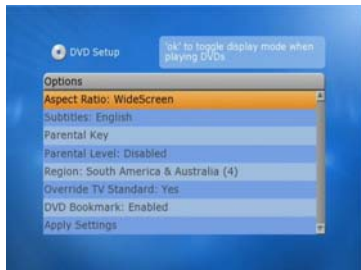 DVD Setup
'ok' to toggle display mode when
playing DVDs
Options
Aspect Ratio: WideScreen
Subtitles: English
Parental Key
Parental Level: Disabled
Region: South America & Australia (4)
Override TV Standard: Yes
DVD Bookmark: Enabled
Apply Settings